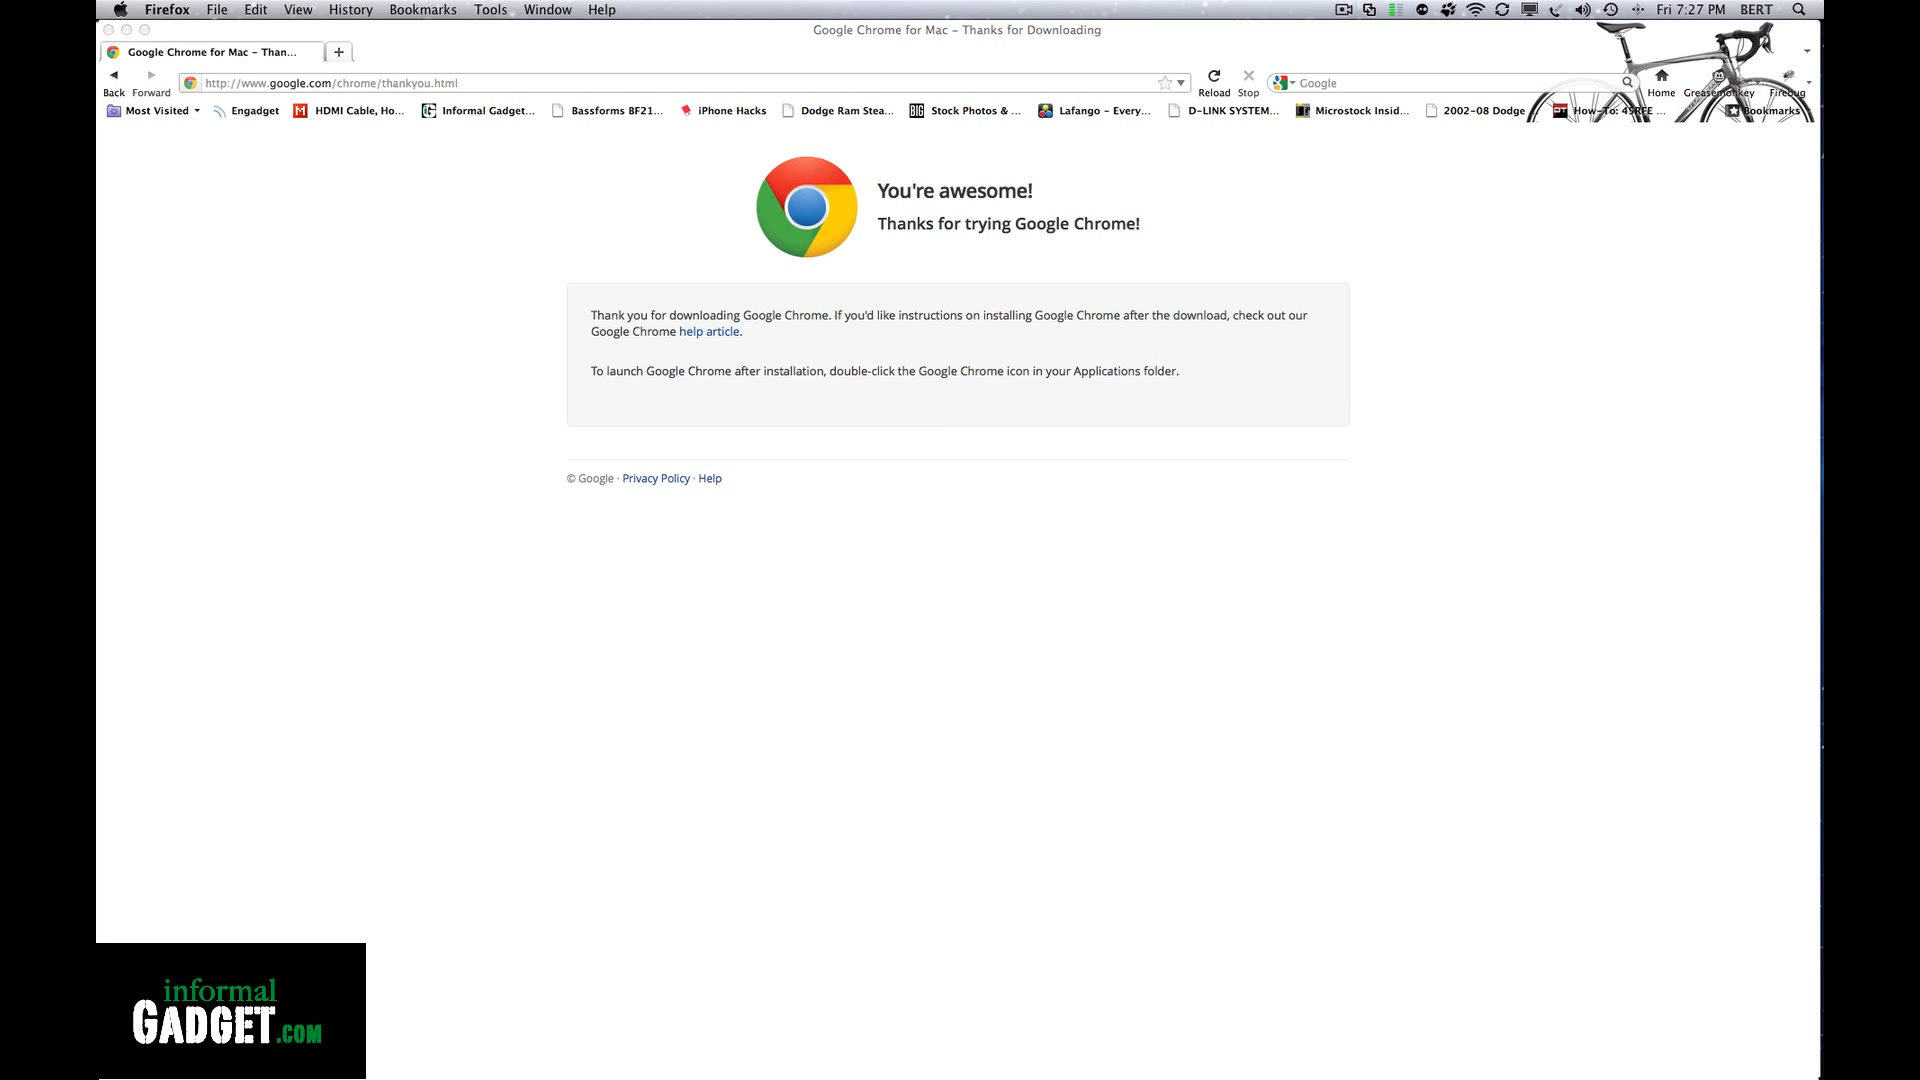 Firefox File Edit View History Bookmarks Tools Window Help Fri 7:27 PM BERT
Google Chrome for Mac – Thanks for Downloading
Google Chrome for Mac – Than... +
Back Forward http://www.google.com/chrome/thankyou.html Reload Stop Google Home Greasemonkey Firebug
Most Visited Engadget HDMI Cable, Ho... Informal Gadget... Bassforms BF21... iPhone Hacks Dodge Ram Stea... Stock Photos & ... Lafango – Every... D-LINK SYSTEM... Microstock Insid... 2002-08 Dodge How-To: 45RFE ... Bookmarks
You're awesome!
Thanks for trying Google Chrome!
Thank you for downloading Google Chrome. If you'd like instructions on installing Google Chrome after the download, check out our
Google Chrome help article.
To launch Google Chrome after installation, double-click the Google Chrome icon in your Applications folder.
© Google · Privacy Policy · Help
informal
GADGET.COM